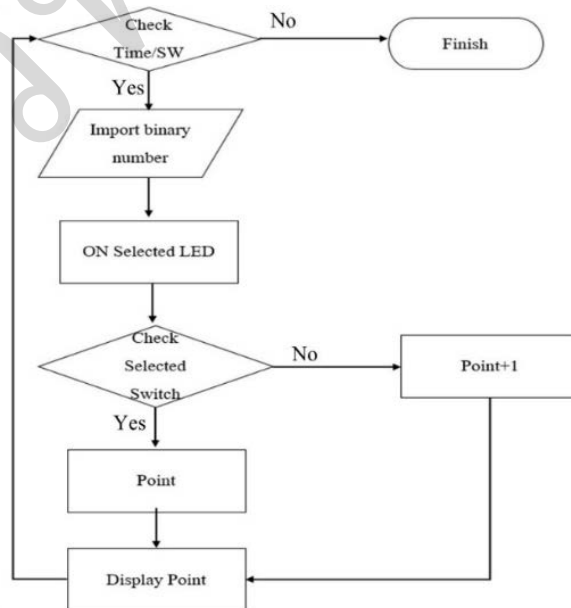 Check
Time/SW
No
Finish
Yes
Import binary
number
ON Selected LED
Check
Selected
Switch
No
Point+1
Yes
Point
Display Point